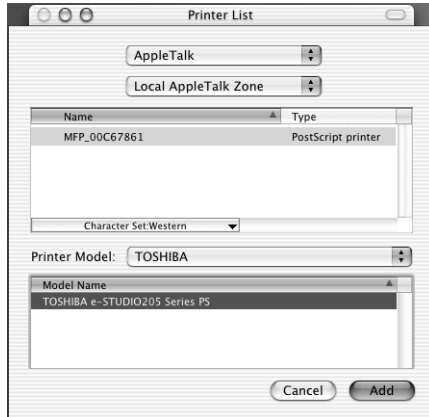 Printer List
AppleTalk
Local AppleTalk Zone
Name Type
MFP_00C67861 PostScript printer
Character Set:Western
Printer Model: TOSHIBA
Model Name
TOSHIBA e-STUDIO205 Series PS
Cancel Add